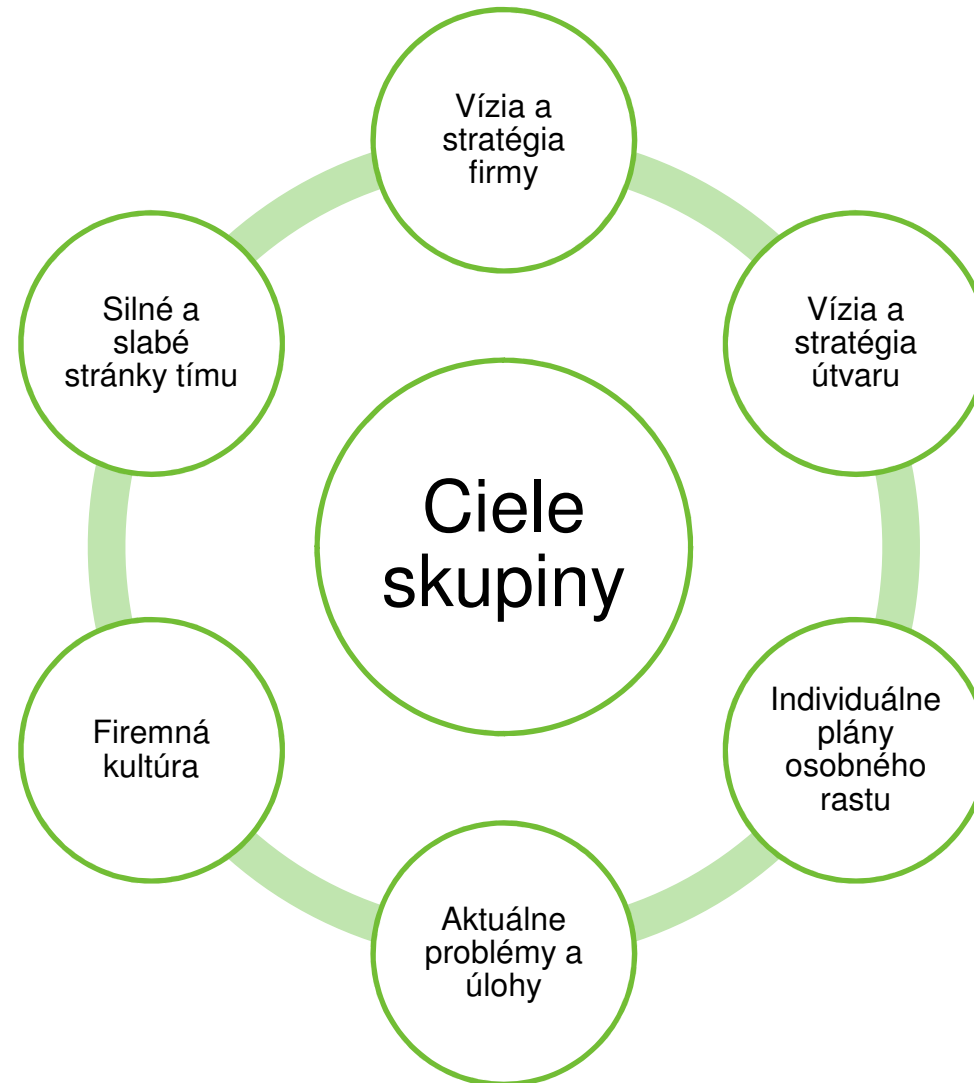 Vízia a
stratégia
firmy
Vízia a
stratégia
útvaru
Individuálne
plány
osobného
rastu
Aktuálne
problémy a
úlohy
Firemná
kultúra
Silné a
slabé
stránky tímu
Ciele
skupiny